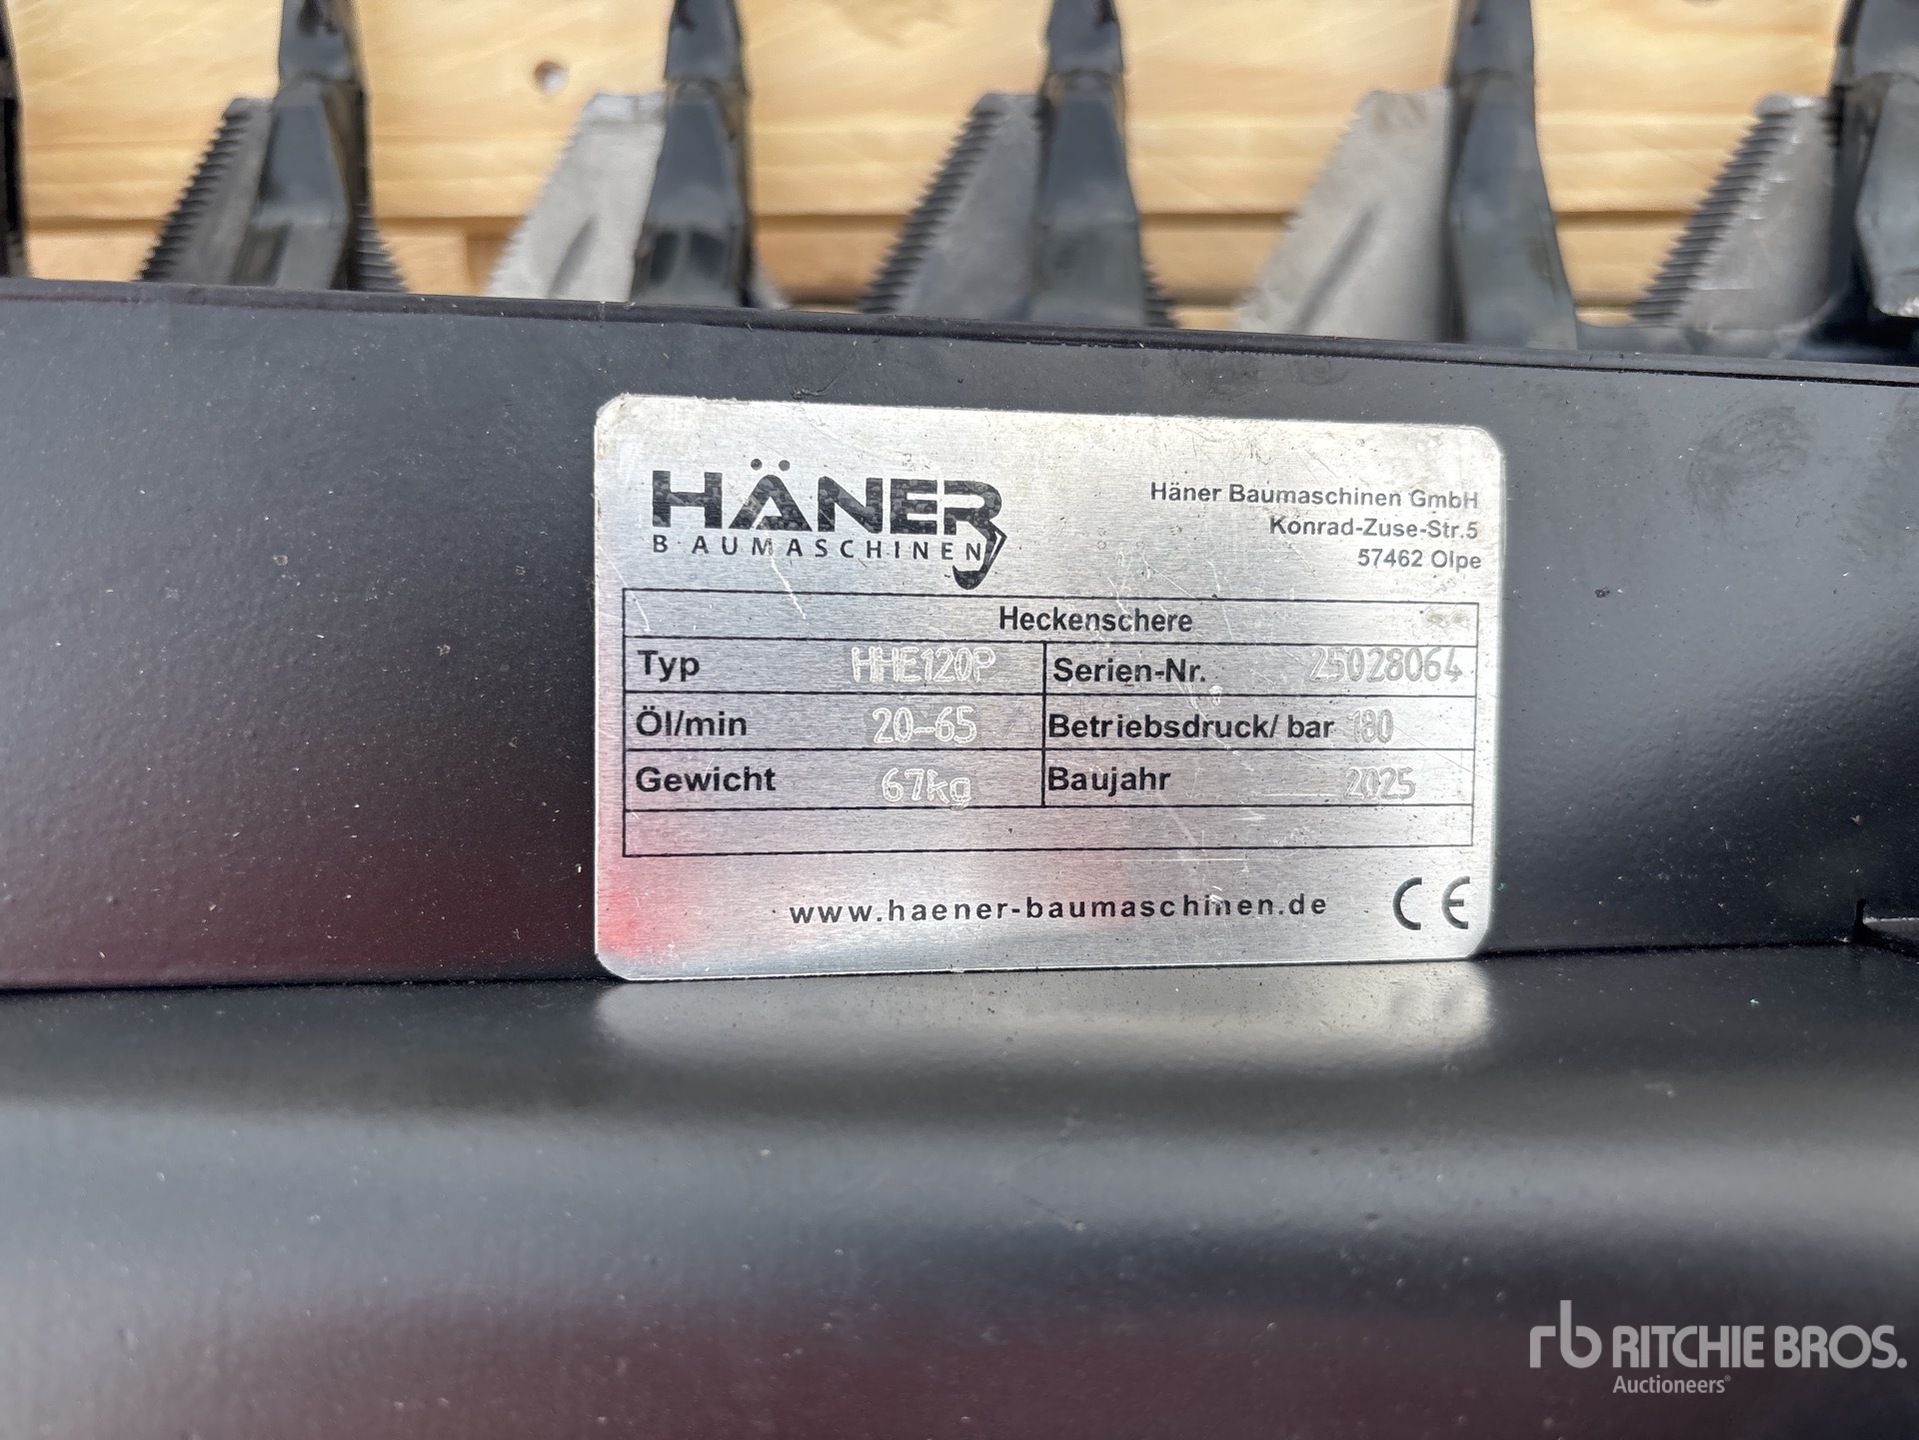 HÄNER
BAUMASCHINEN
Häner Baumaschinen GmbH
Konrad-Zuse-Str.5
57462 Olpe
Heckenschere
Typ HHE120P Serien-Nr. 25028064
Öl/min 20-65 Betriebsdruck/ bar 180
Gewicht 67kg Baujahr 2025
www.haener-baumaschinen.de CE
rb RITCHIE BROS.
Auctioneers®